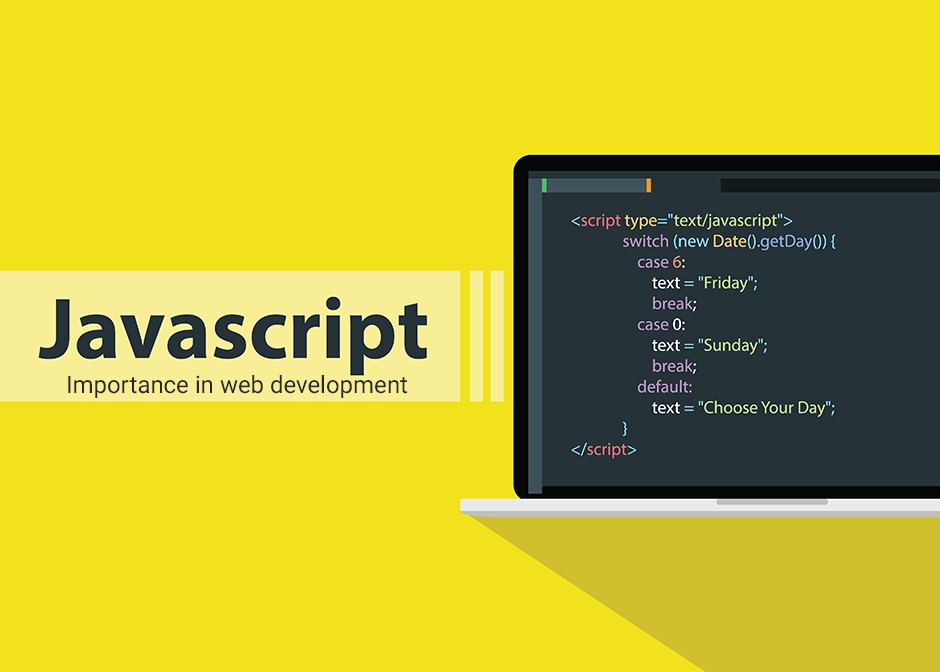 Javascript
Importance in web development
<script type="text/javascript">
switch (new Date().getDay()) {
case 6:
text = "Friday";
break;
case 0:
text = "Sunday";
break;
default:
text = "Choose Your Day";
}
</script>